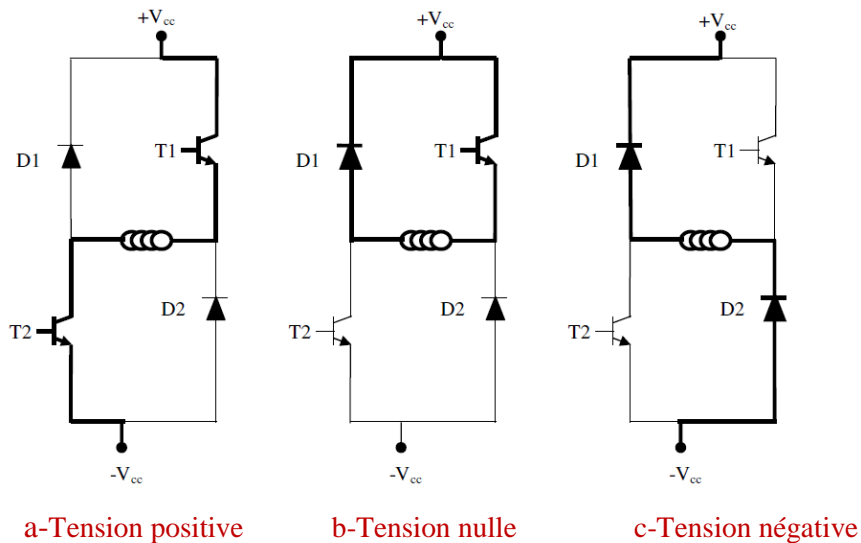 +Vcc
D1
T1
T2
D2
-Vcc
a-Tension positive
+Vcc
D1
T1
T2
D2
-Vcc
b-Tension nulle
+Vcc
D1
T1
T2
D2
-Vcc
c-Tension négative